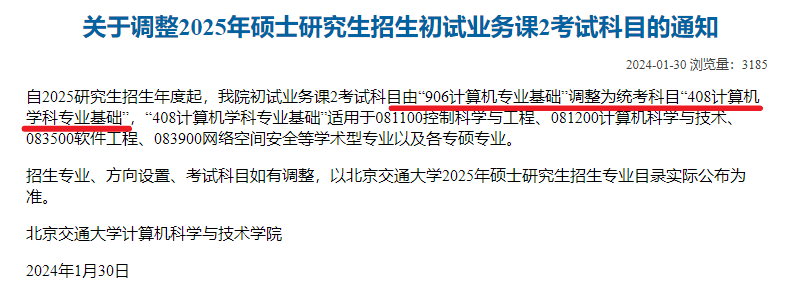 关于调整2025年硕士研究生招生初试业务课2考试科目的通知
2024-01-30 浏览量：3185
自2025研究生招生年度起，我院初试业务课2考试科目由“906计算机专业基础”调整为统考科目“408计算机
学科专业基础”，“408计算机学科专业基础”适用于081100控制科学与工程、081200计算机科学与技术、
083500软件工程、083900网络空间安全等学术型专业以及各专硕专业。
招生专业、方向设置、考试科目如有调整，以北京交通大学2025年硕士研究生招生专业目录实际公布为
准。
北京交通大学计算机科学与技术学院
2024年1月30日